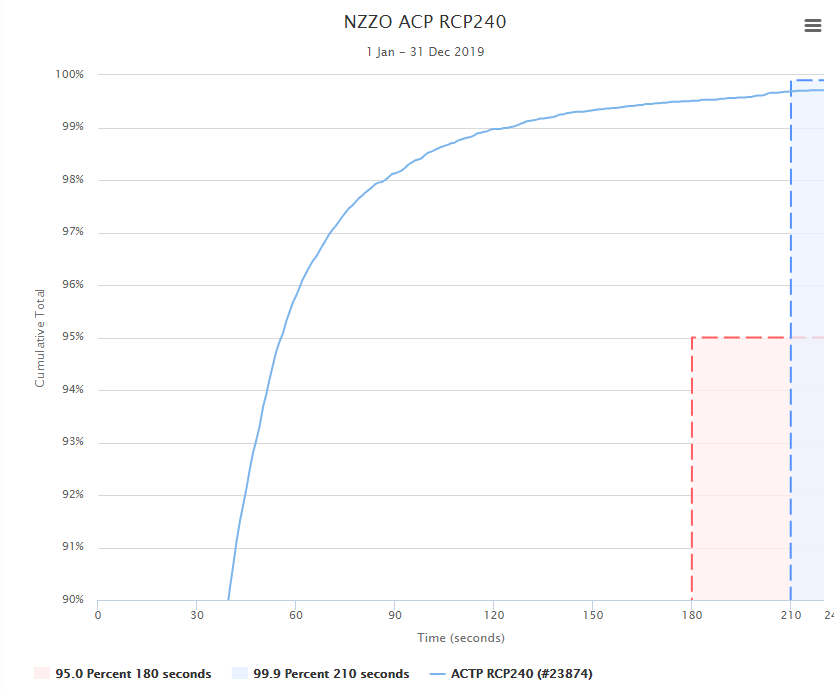 NZZO ACP RCP240
1 Jan – 31 Dec 2019
100%
99%
98%
97%
96%
95%
94%
93%
92%
91%
90%
Cumulative Total
0 30 60 90 120 150 180 210 24
Time (seconds)
95.0 Percent 180 seconds 99.9 Percent 210 seconds ACTP RCP240 (#23874)